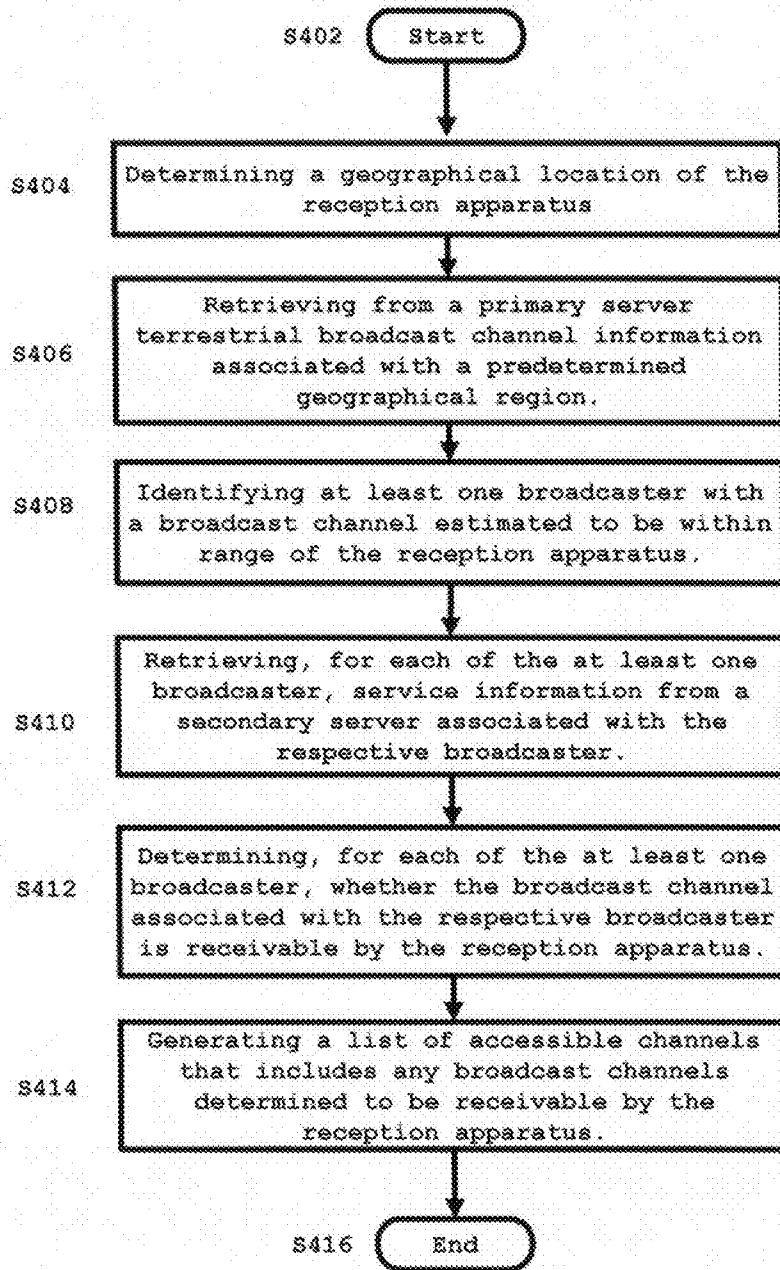 S402 Start
S404
Determining a geographical location of the
reception apparatus
S406
Retrieving from a primary server
terrestrial broadcast channel information
associated with a predetermined
geographical region.
S408
Identifying at least one broadcaster with
a broadcast channel estimated to be within
range of the reception apparatus.
S410
Retrieving, for each of the at least one
broadcaster, service information from a
secondary server associated with the
respective broadcaster.
S412
Determining, for each of the at least one
broadcaster, whether the broadcast channel
associated with the respective broadcaster
is receivable by the reception apparatus.
S414
Generating a list of accessible channels
that includes any broadcast channels
determined to be receivable by the
reception apparatus.
S416 End